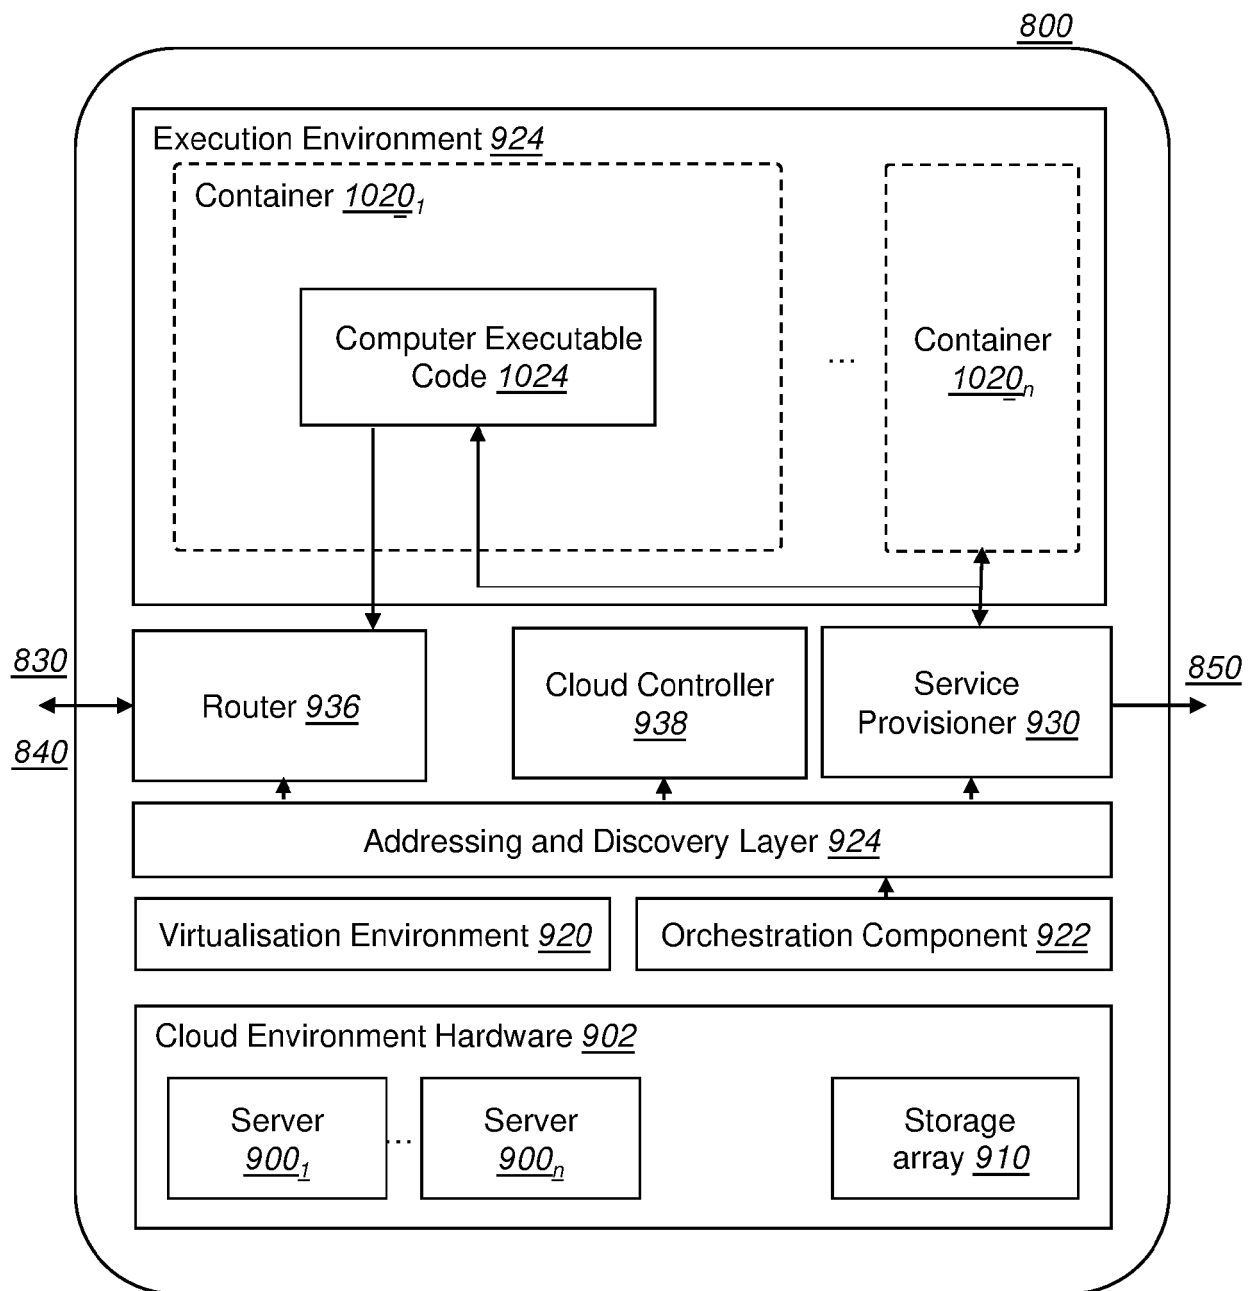 800
Execution Environment 924
Container 1020₁
Computer Executable
Code 1024
...
Container
1020ₙ
830
840
Router 936
Cloud Controller
938
Service
Provisioner 930
850
Addressing and Discovery Layer 924
Virtualisation Environment 920
Orchestration Component 922
Cloud Environment Hardware 902
Server
900₁
...
Server
900ₙ
Storage
array 910